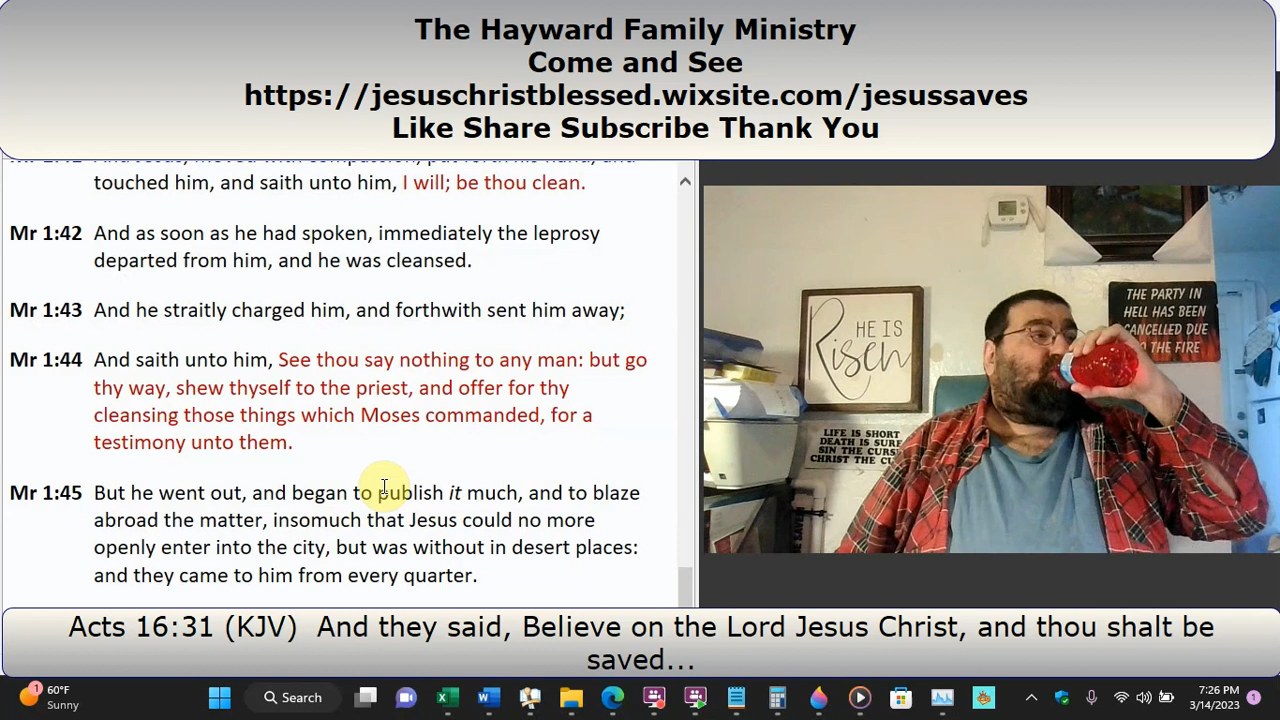 The Hayward Family Ministry
Come and See
https://jesuschristblessed.wixsite.com/jesussaves
Like Share Subscribe Thank You
touched him, and saith unto him, I will; be thou clean.
Mr 1:42 And as soon as he had spoken, immediately the leprosy
departed from him, and he was cleansed.
Mr 1:43 And he straitly charged him, and forthwith sent him away;
Mr 1:44 And saith unto him, See thou say nothing to any man: but go
thy way, shew thyself to the priest, and offer for thy
cleansing those things which Moses commanded, for a
testimony unto them.
Mr 1:45 But he went out, and began to publish it much, and to blaze
abroad the matter, insomuch that Jesus could no more
openly enter into the city, but was without in desert places:
and they came to him from every quarter.
HE IS
Risen
THE PARTY IN
HELL HAS BEEN
CANCELLED DUE
TO THE FIRE
LIFE IS SHORT
DEATH IS SURE
SIN THE CURSE
CHRIST THE
Acts 16:31 (KJV) And they said, Believe on the Lord Jesus Christ, and thou shalt be
saved...
1
60°F
Sunny
Search
7:26 PM
3/14/2023
1